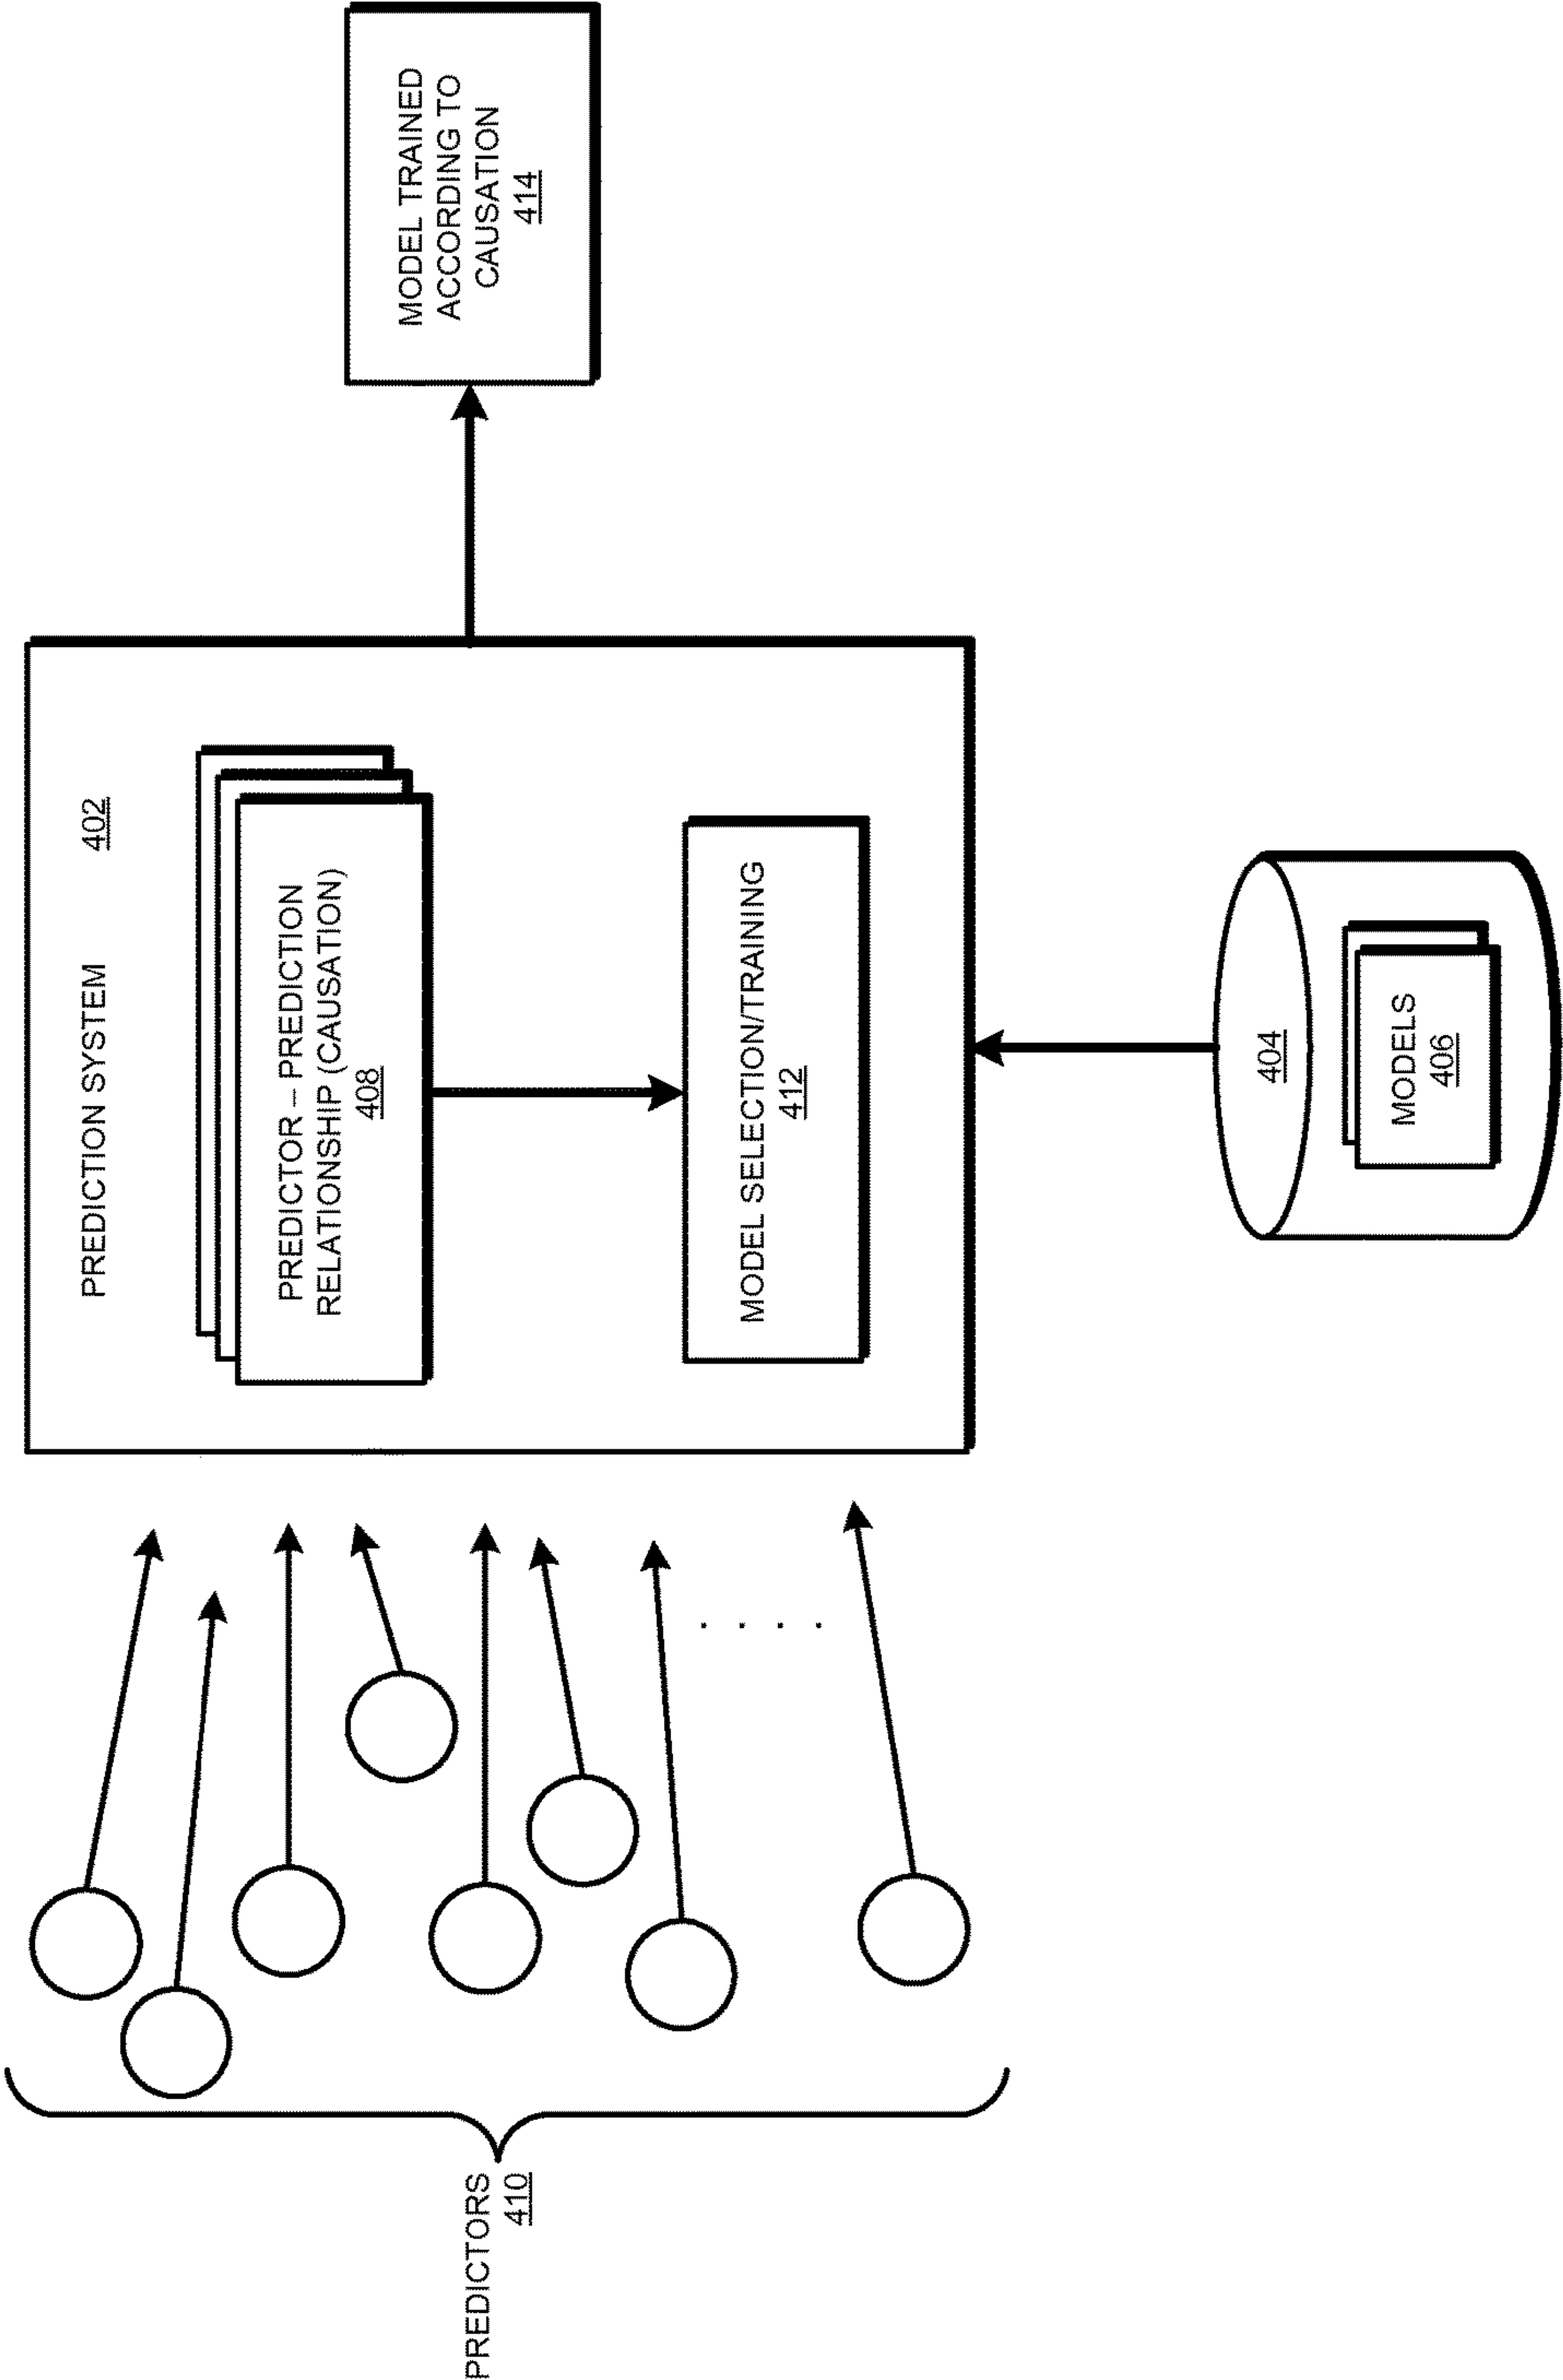 PREDICTORS
410
PREDICTION SYSTEM 402
PREDICTOR – PREDICTION
RELATIONSHIP (CAUSATION)
408
MODEL SELECTION/TRAINING
412
404
MODELS
406
MODEL TRAINED
ACCORDING TO
CAUSATION
414